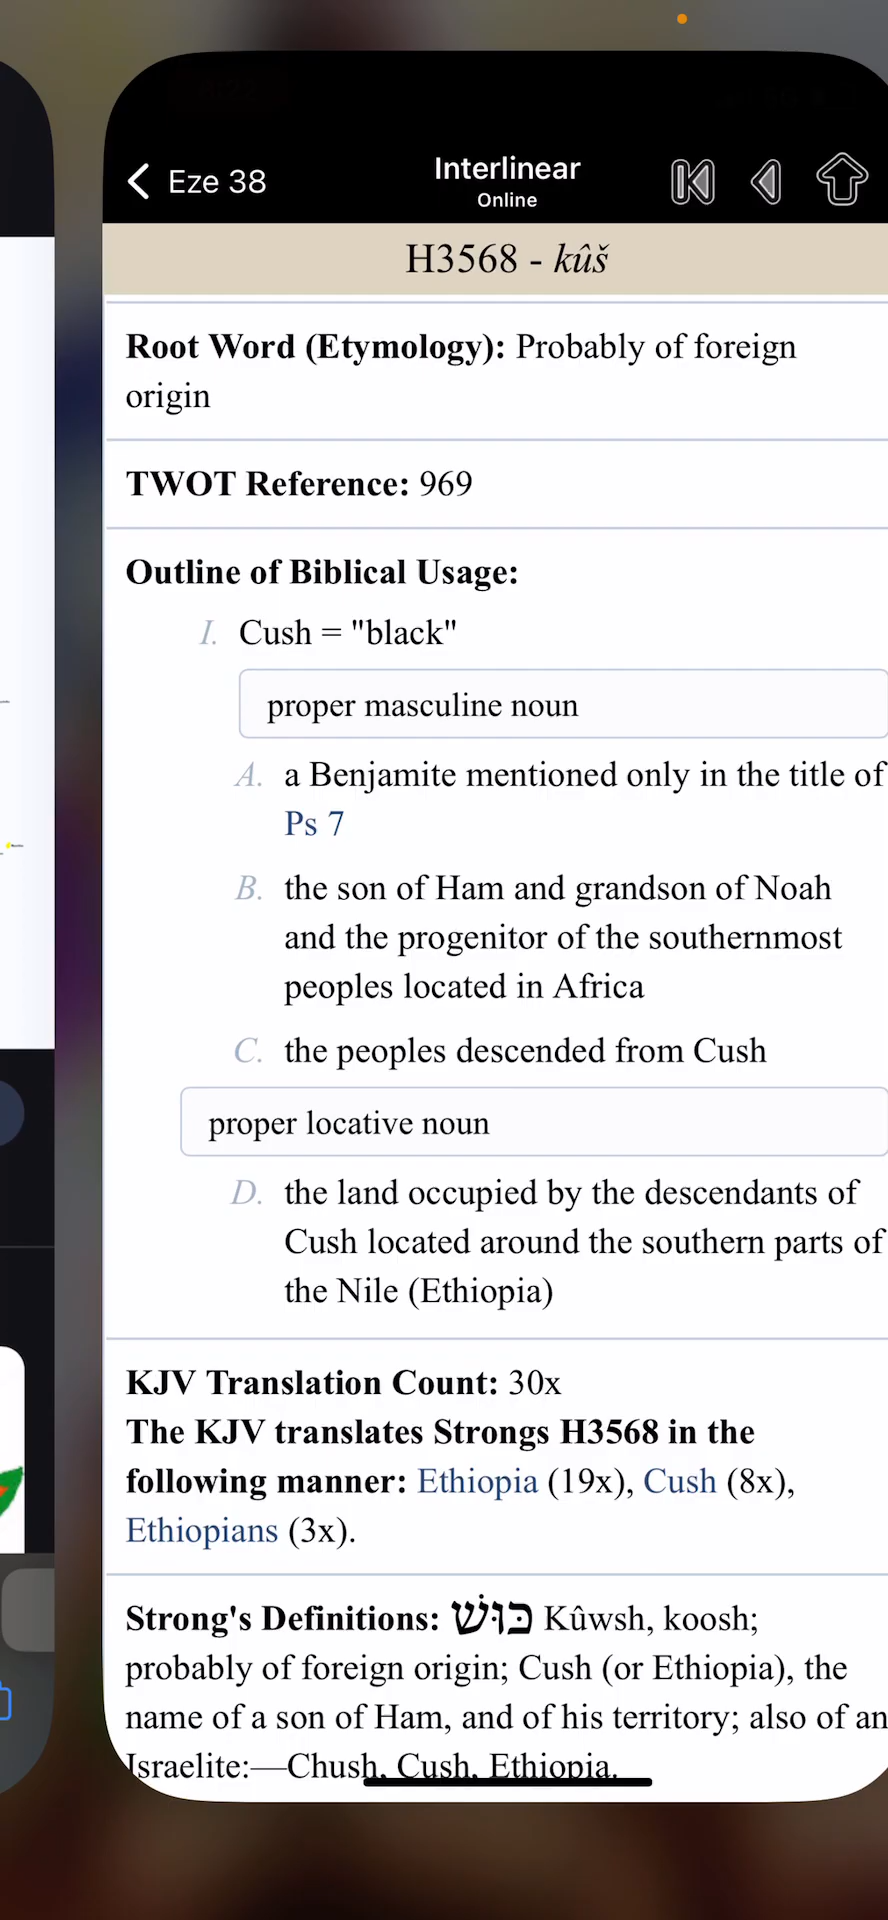 Eze 38
Interlinear
Online
H3568 - kûš
Root Word (Etymology): Probably of foreign
origin
TWOT Reference: 969
Outline of Biblical Usage:
I. Cush = "black"
proper masculine noun
A. a Benjamite mentioned only in the title of
Ps 7
B. the son of Ham and grandson of Noah
and the progenitor of the southernmost
peoples located in Africa
C. the peoples descended from Cush
proper locative noun
D. the land occupied by the descendants of
Cush located around the southern parts of
the Nile (Ethiopia)
KJV Translation Count: 30x
The KJV translates Strongs H3568 in the
following manner: Ethiopia (19x), Cush (8x),
Ethiopians (3x).
Strong's Definitions: כּוּשׁ Kûwsh, koosh;
probably of foreign origin; Cush (or Ethiopia), the
name of a son of Ham, and of his territory; also of an
Israelite:—Chush, Cush, Ethiopia.